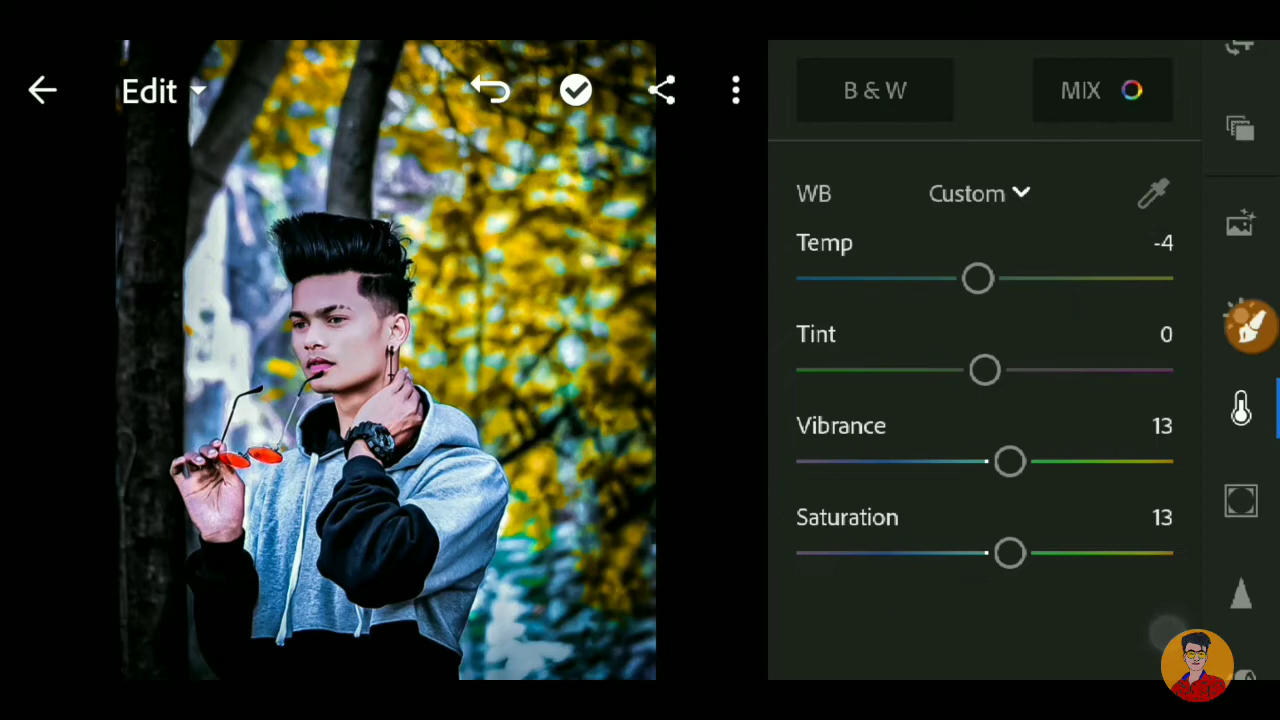 Edit
B & W
MIX
WB
Custom
Temp
-4
Tint
0
Vibrance
13
Saturation
13